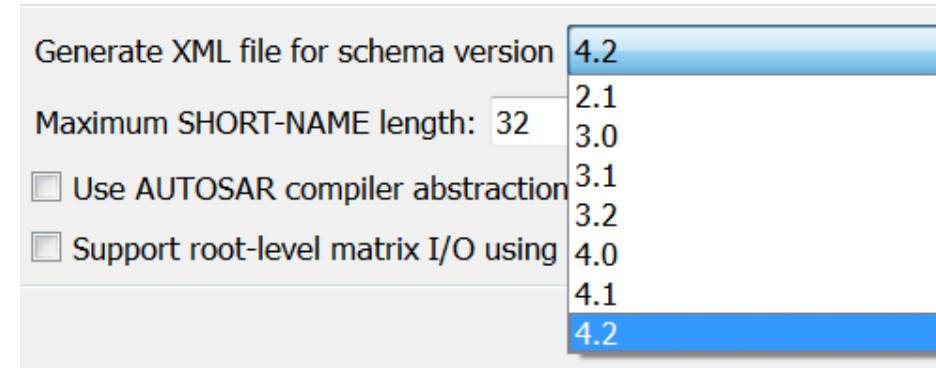 Generate XML file for schema version 4.2
2.1
Maximum SHORT-NAME length: 32
3.0
Use AUTOSAR compiler abstraction
3.1
3.2
Support root-level matrix I/O using
4.0
4.1
4.2